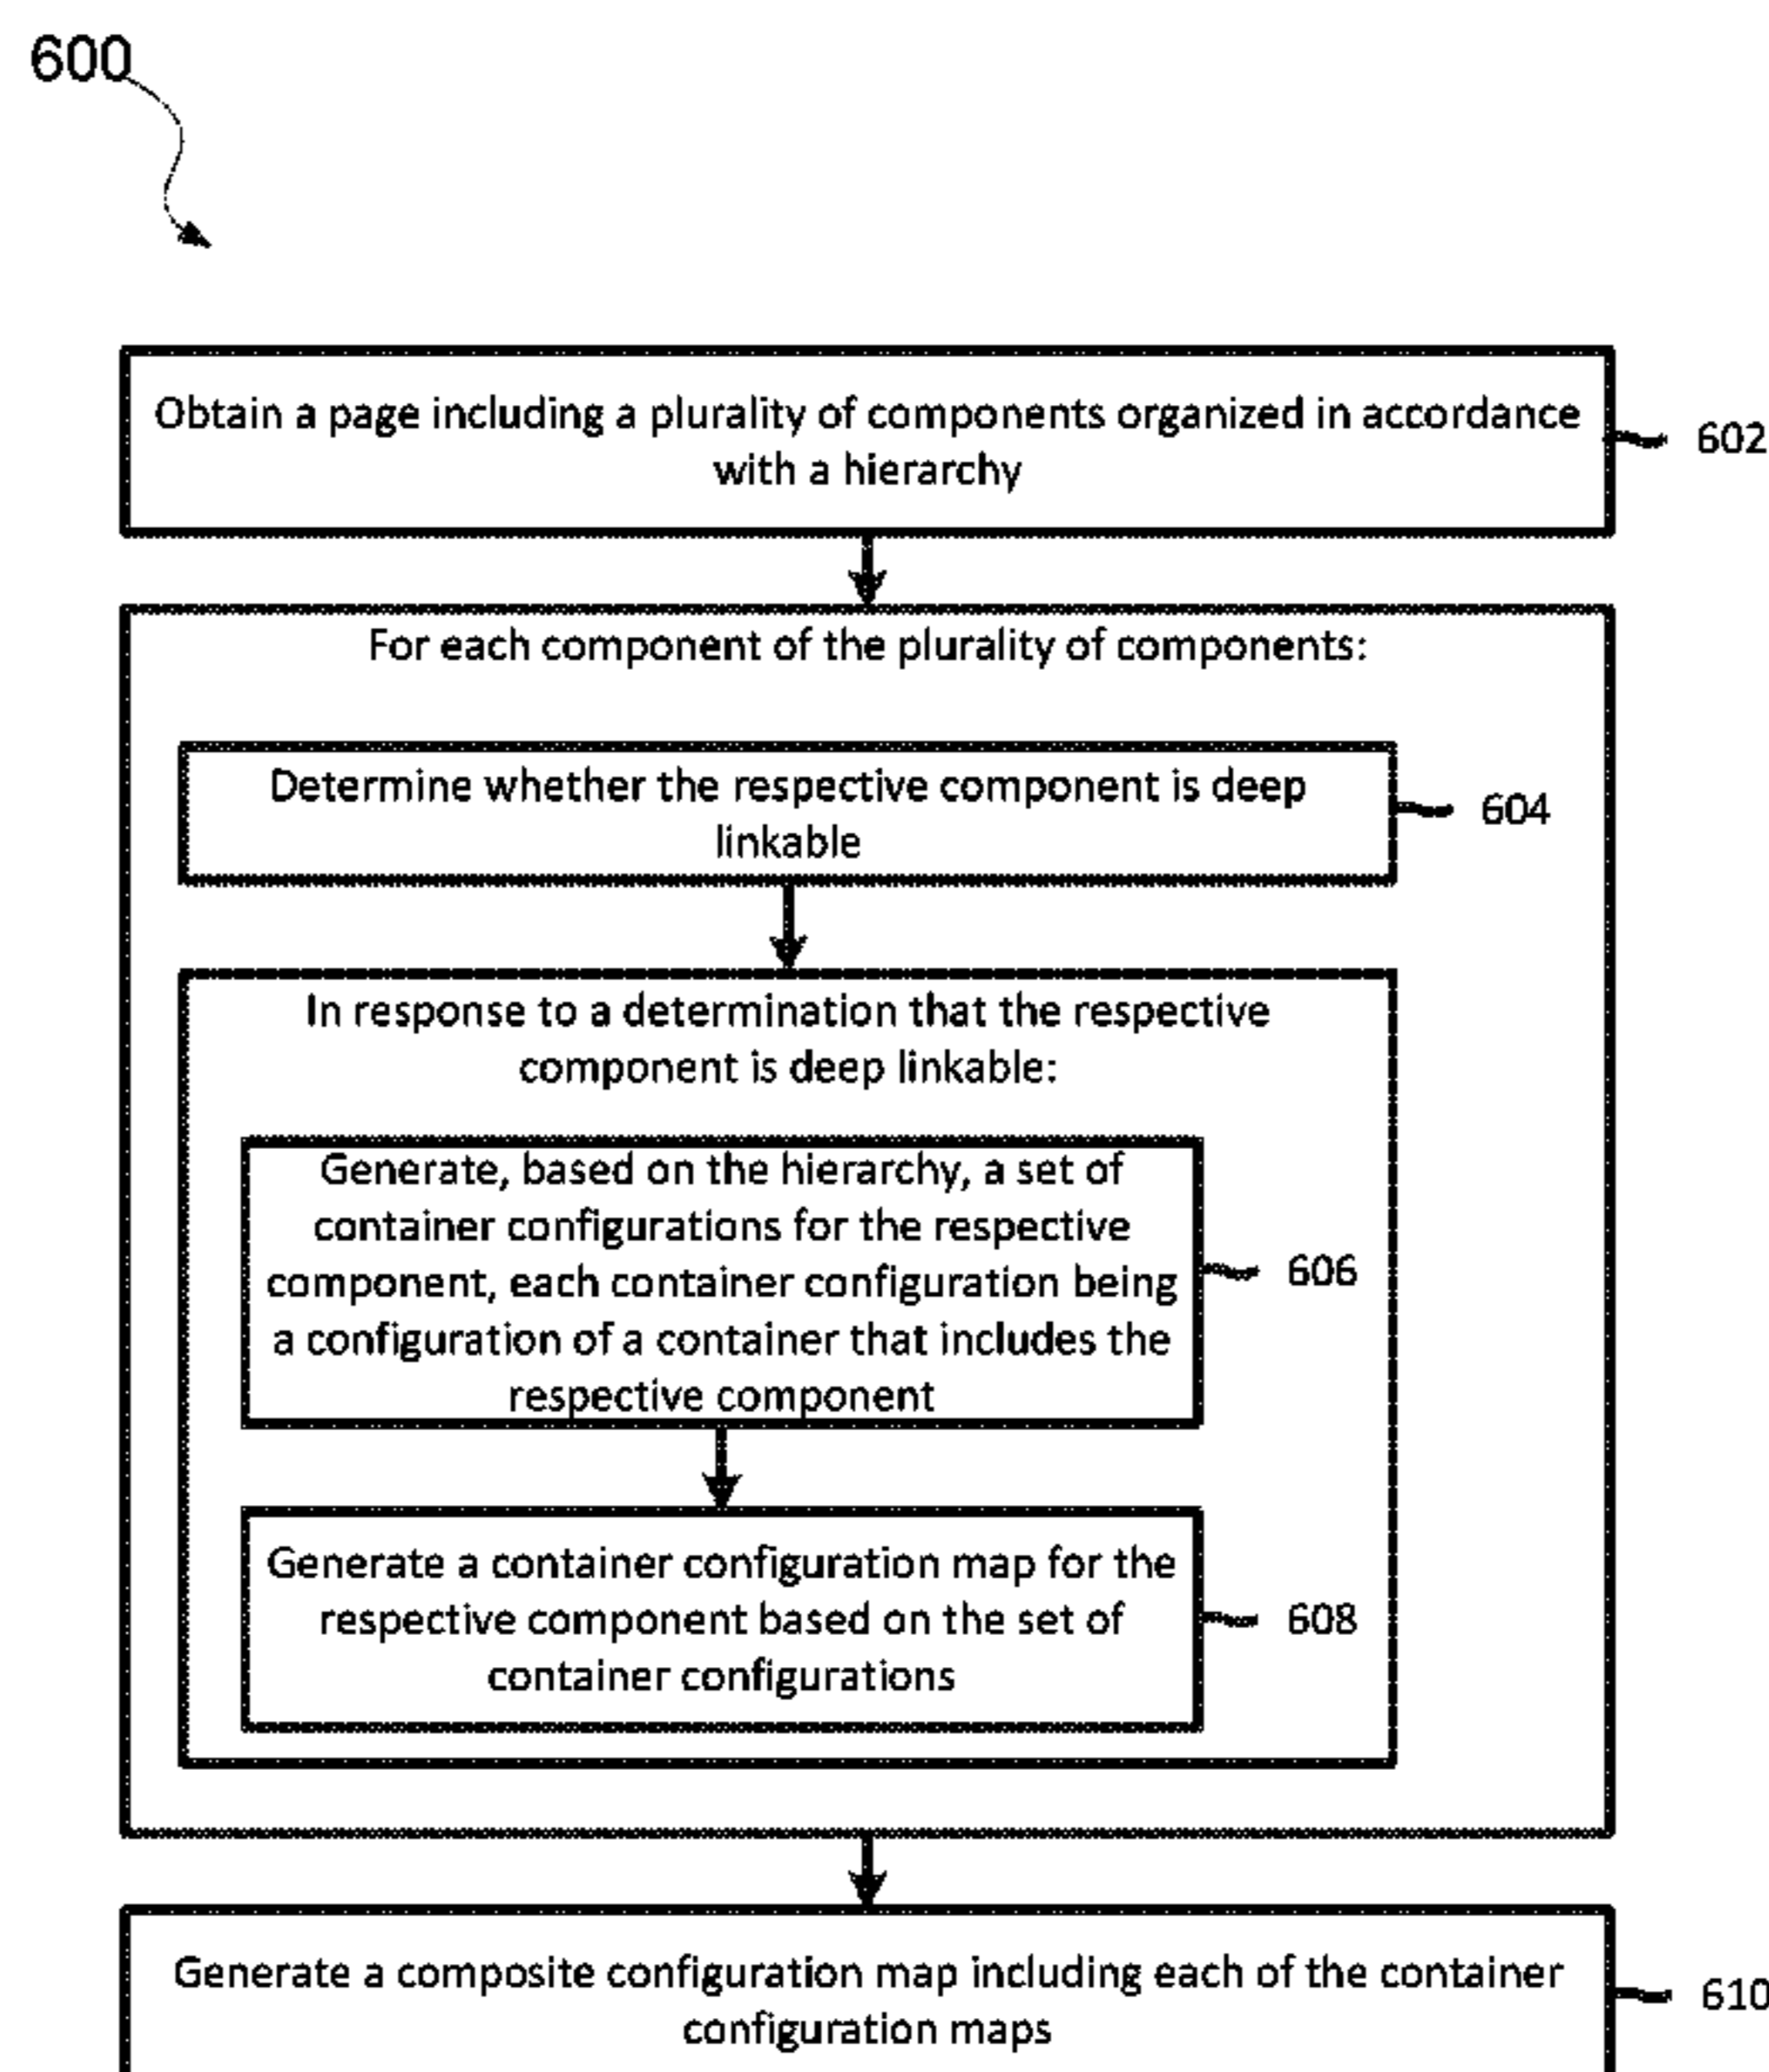 600
Obtain a page including a plurality of components organized in accordance
with a hierarchy
602
For each component of the plurality of components:
Determine whether the respective component is deep
linkable
604
In response to a determination that the respective
component is deep linkable:
Generate, based on the hierarchy, a set of
container configurations for the respective
component, each container configuration being
a configuration of a container that includes the
respective component
606
Generate a container configuration map for the
respective component based on the set of
container configurations
608
Generate a composite configuration map including each of the container
configuration maps
610